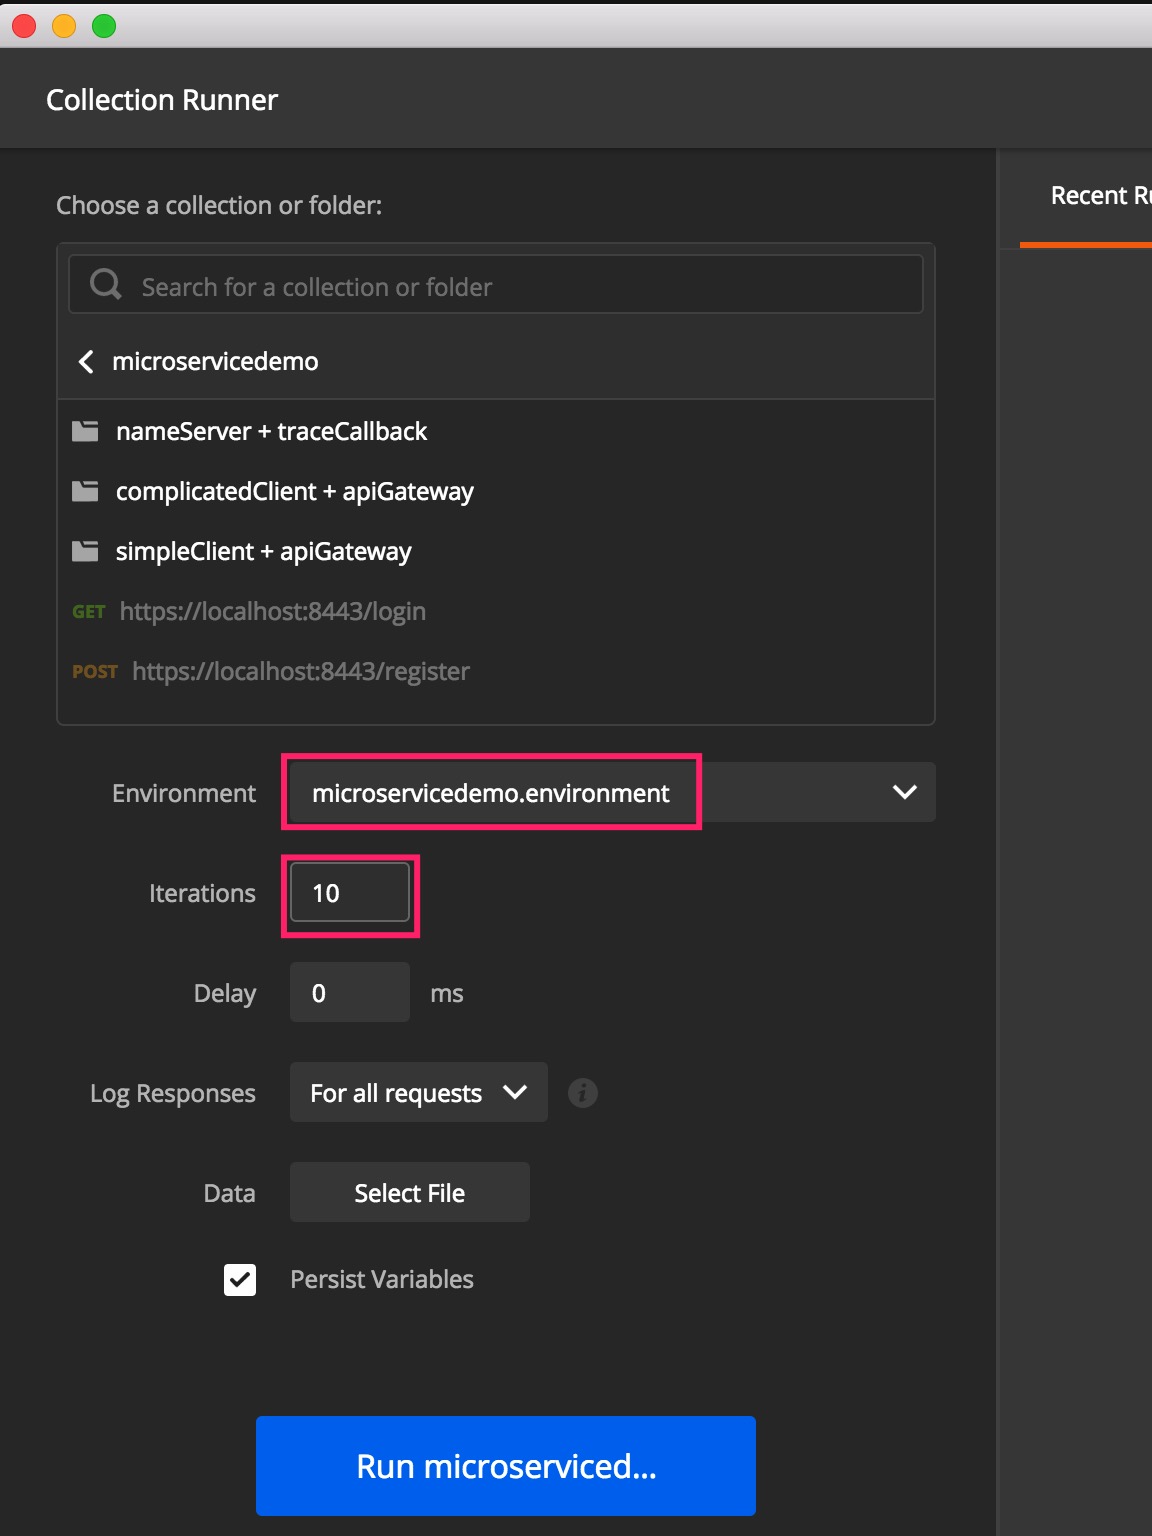 Collection Runner
Choose a collection or folder:
Recent Ru
Search for a collection or folder
microservicedemo
nameServer + traceCallback
complicatedClient + apiGateway
simpleClient + apiGateway
GET https://localhost:8443/login
POST https://localhost:8443/register
Environment microservicedemo.environment
Iterations 10
Delay 0 ms
Log Responses For all requests
Data Select File
Persist Variables
Run microserviced...